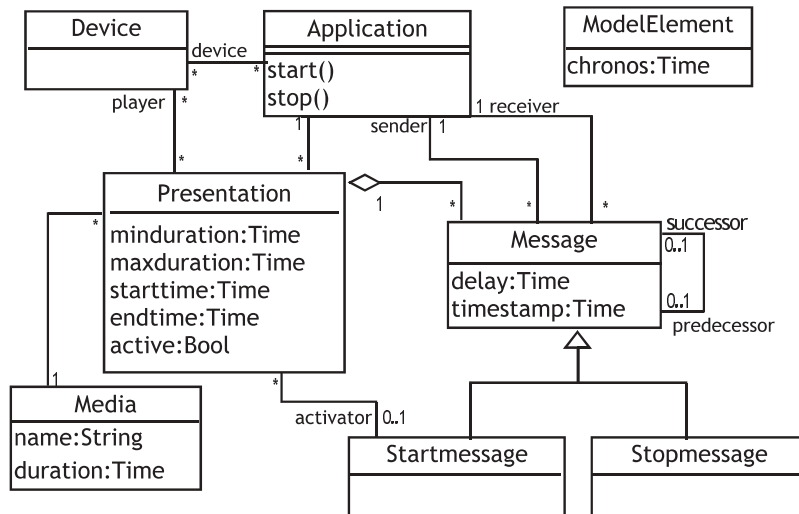 Device
device
*
*
player
*
*
Application
start()
stop()
1
*
sender
1
*
1 receiver
*
ModelElement
chronos:Time
Presentation
minduration:Time
maxduration:Time
starttime:Time
endtime:Time
active:Bool
1
*
Message
delay:Time
timestamp:Time
successor
0..1
0..1
predecessor
*
1
Media
name:String
duration:Time
*
activator
0..1
Startmessage
Stopmessage